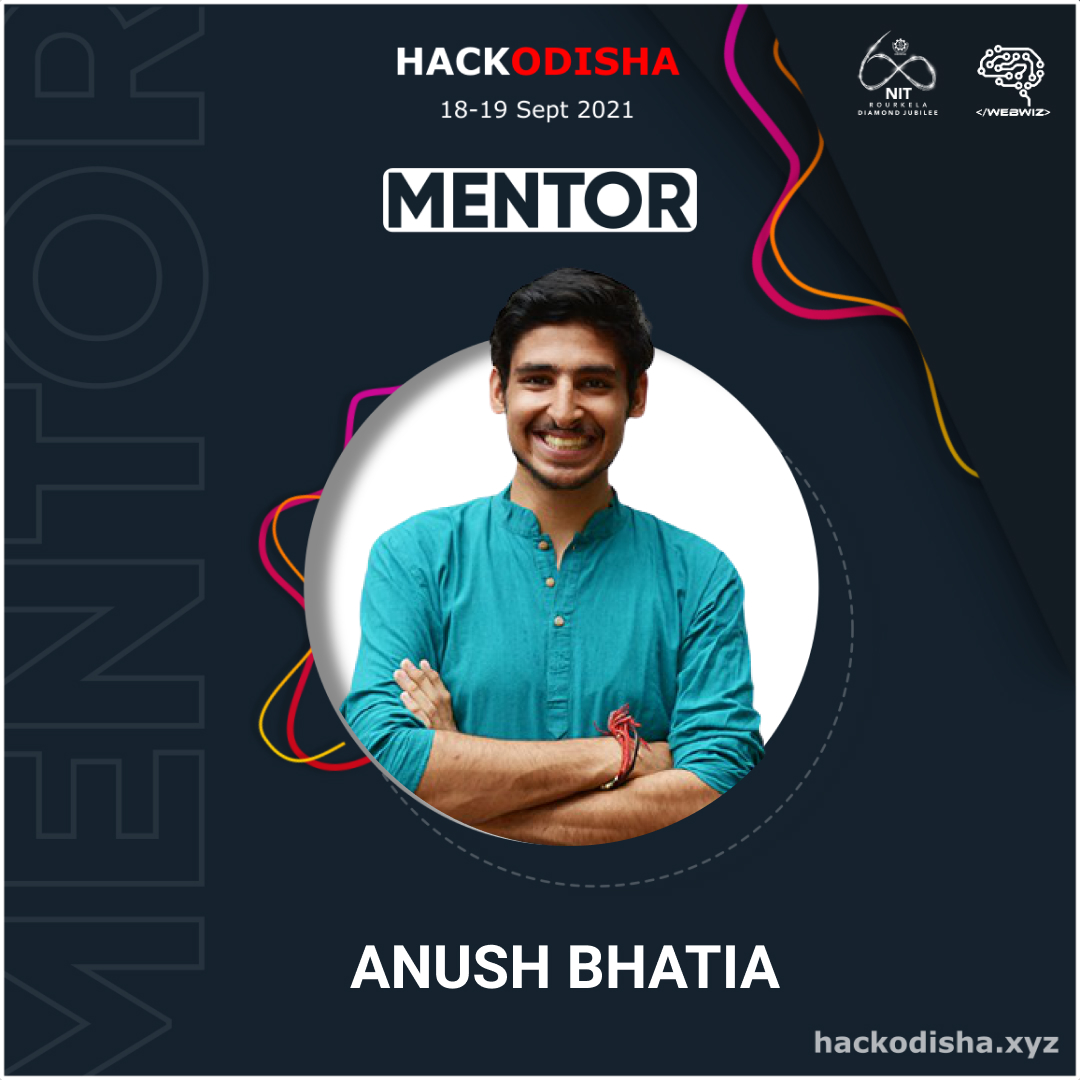 HACKODISHA
18-19 Sept 2021
NIT
ROURKELA
DIAMOND JUBILEE
</WEBWIZ>
MENTOR
MENTOR
ANUSH BHATIA
hackodisha.xyz